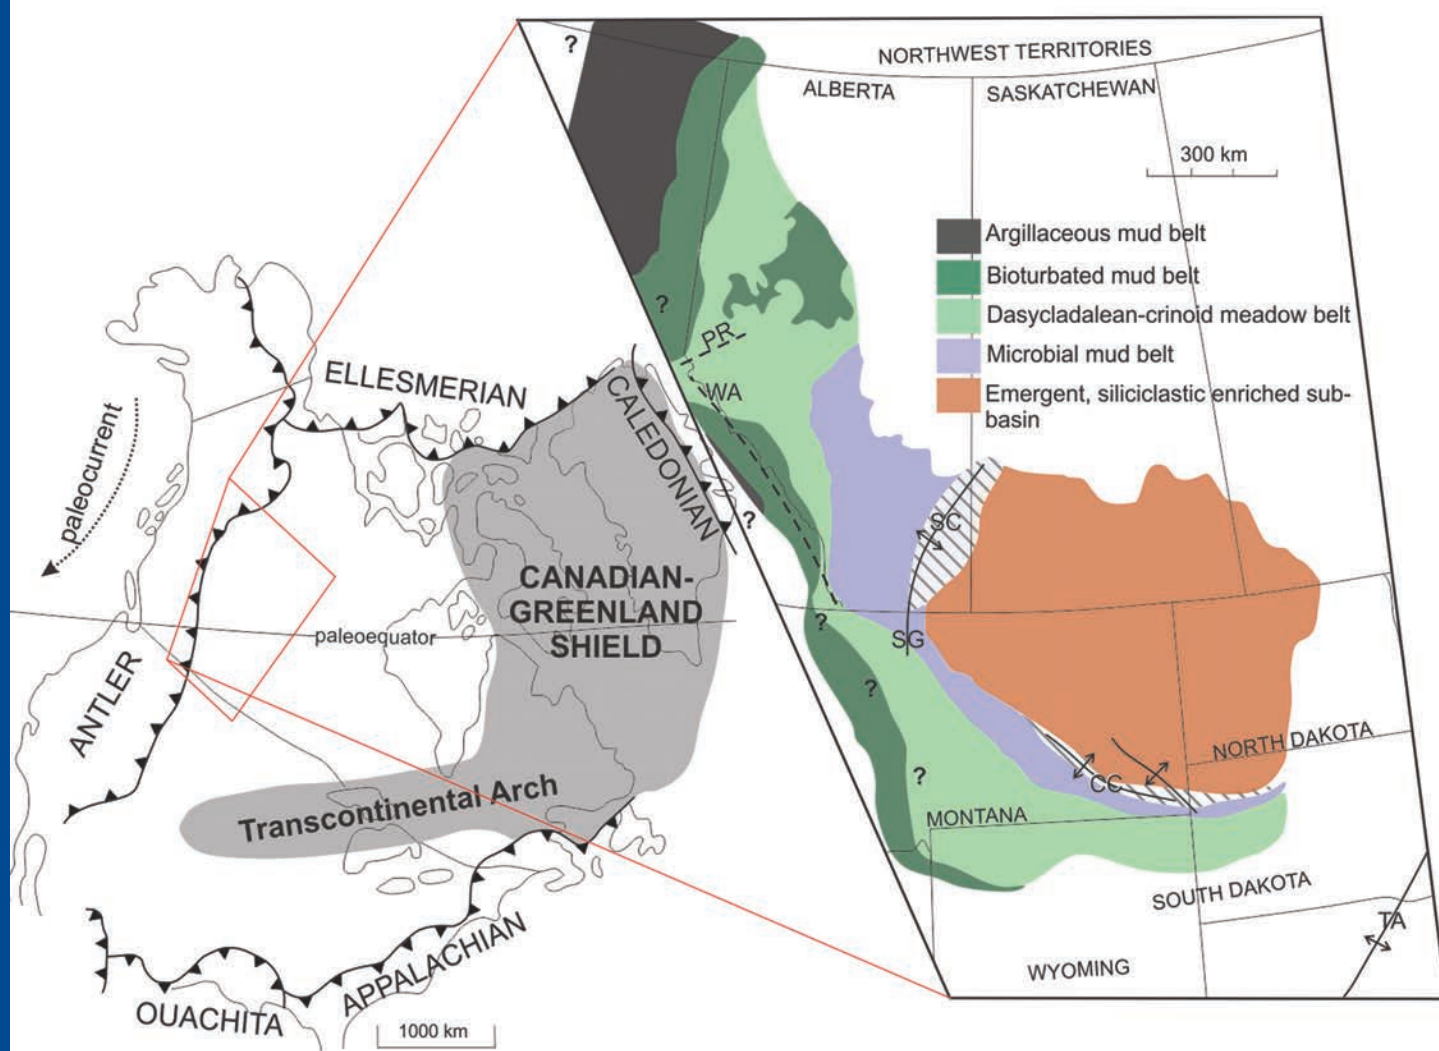 ?
NORTHWEST TERRITORIES
ALBERTA
SASKATCHEWAN
300 km
Argillaceous mud belt
Bioturbated mud belt
Dasycladalean-crinoid meadow belt
Microbial mud belt
Emergent, siliciclastic enriched sub-
basin
?
PR
WA
ELLESMERIAN
CALEDONIAN
paleocurrent
?
SC
CANADIAN-
GREENLAND
SHIELD
paleoequator
?
SG
ANTLER
?
NORTH DAKOTA
?
CC
MONTANA
Transcontinental Arch
SOUTH DAKOTA
TA
WYOMING
APPALACHIAN
OUACHITA
1000 km